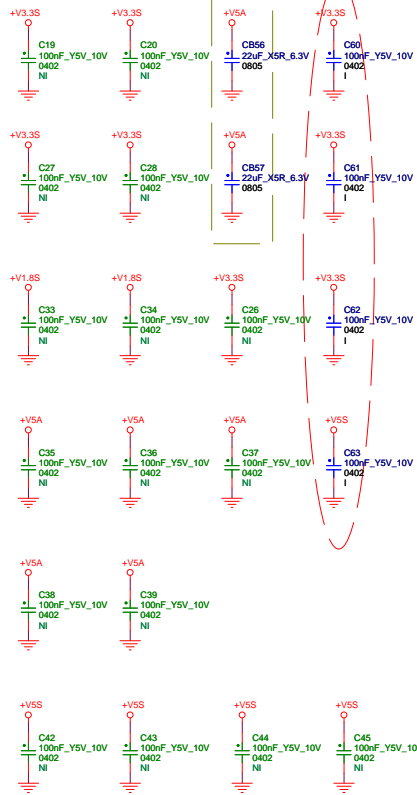 +V3.3S
C19
100nF_Y5V_10V
0402
NI
+V3.3S
C20
100nF_Y5V_10V
0402
NI
+V5A
CB56
22uF_X5R_6.3V
0805
+V3.3S
C60
100nF_Y5V_10V
0402
I
+V3.3S
C27
100nF_Y5V_10V
0402
NI
+V3.3S
C28
100nF_Y5V_10V
0402
NI
+V5A
CB57
22uF_X5R_6.3V
0805
+V3.3S
C61
100nF_Y5V_10V
0402
I
+V1.8S
C33
100nF_Y5V_10V
0402
NI
+V1.8S
C34
100nF_Y5V_10V
0402
NI
+V3.3S
C26
100nF_Y5V_10V
0402
NI
+V3.3S
C62
100nF_Y5V_10V
0402
I
+V5A
C35
100nF_Y5V_10V
0402
NI
+V5A
C36
100nF_Y5V_10V
0402
NI
+V5A
C37
100nF_Y5V_10V
0402
NI
+V5S
C63
100nF_Y5V_10V
0402
I
+V5A
C38
100nF_Y5V_10V
0402
NI
+V5A
C39
100nF_Y5V_10V
0402
NI
+V5S
C42
100nF_Y5V_10V
0402
NI
+V5S
C43
100nF_Y5V_10V
0402
NI
+V5S
C44
100nF_Y5V_10V
0402
NI
+V5S
C45
100nF_Y5V_10
0402
NI